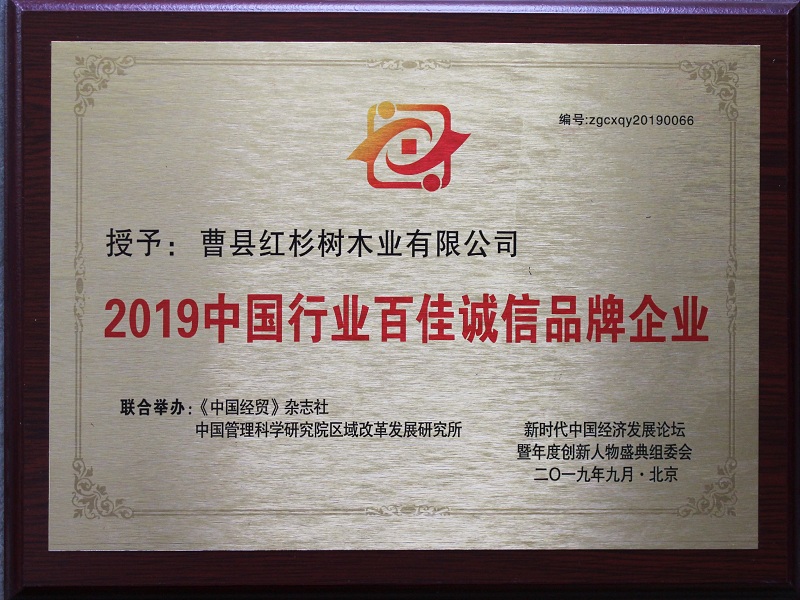 编号:zgcxqy20190066
授予：曹县红杉树木业有限公司
2019中国行业百佳诚信品牌企业
联合举办：《中国经贸》杂志社
中国管理科学研究院区域改革发展研究所
新时代中国经济发展论坛
暨年度创新人物盛典组委会
二〇一九年九月·北京